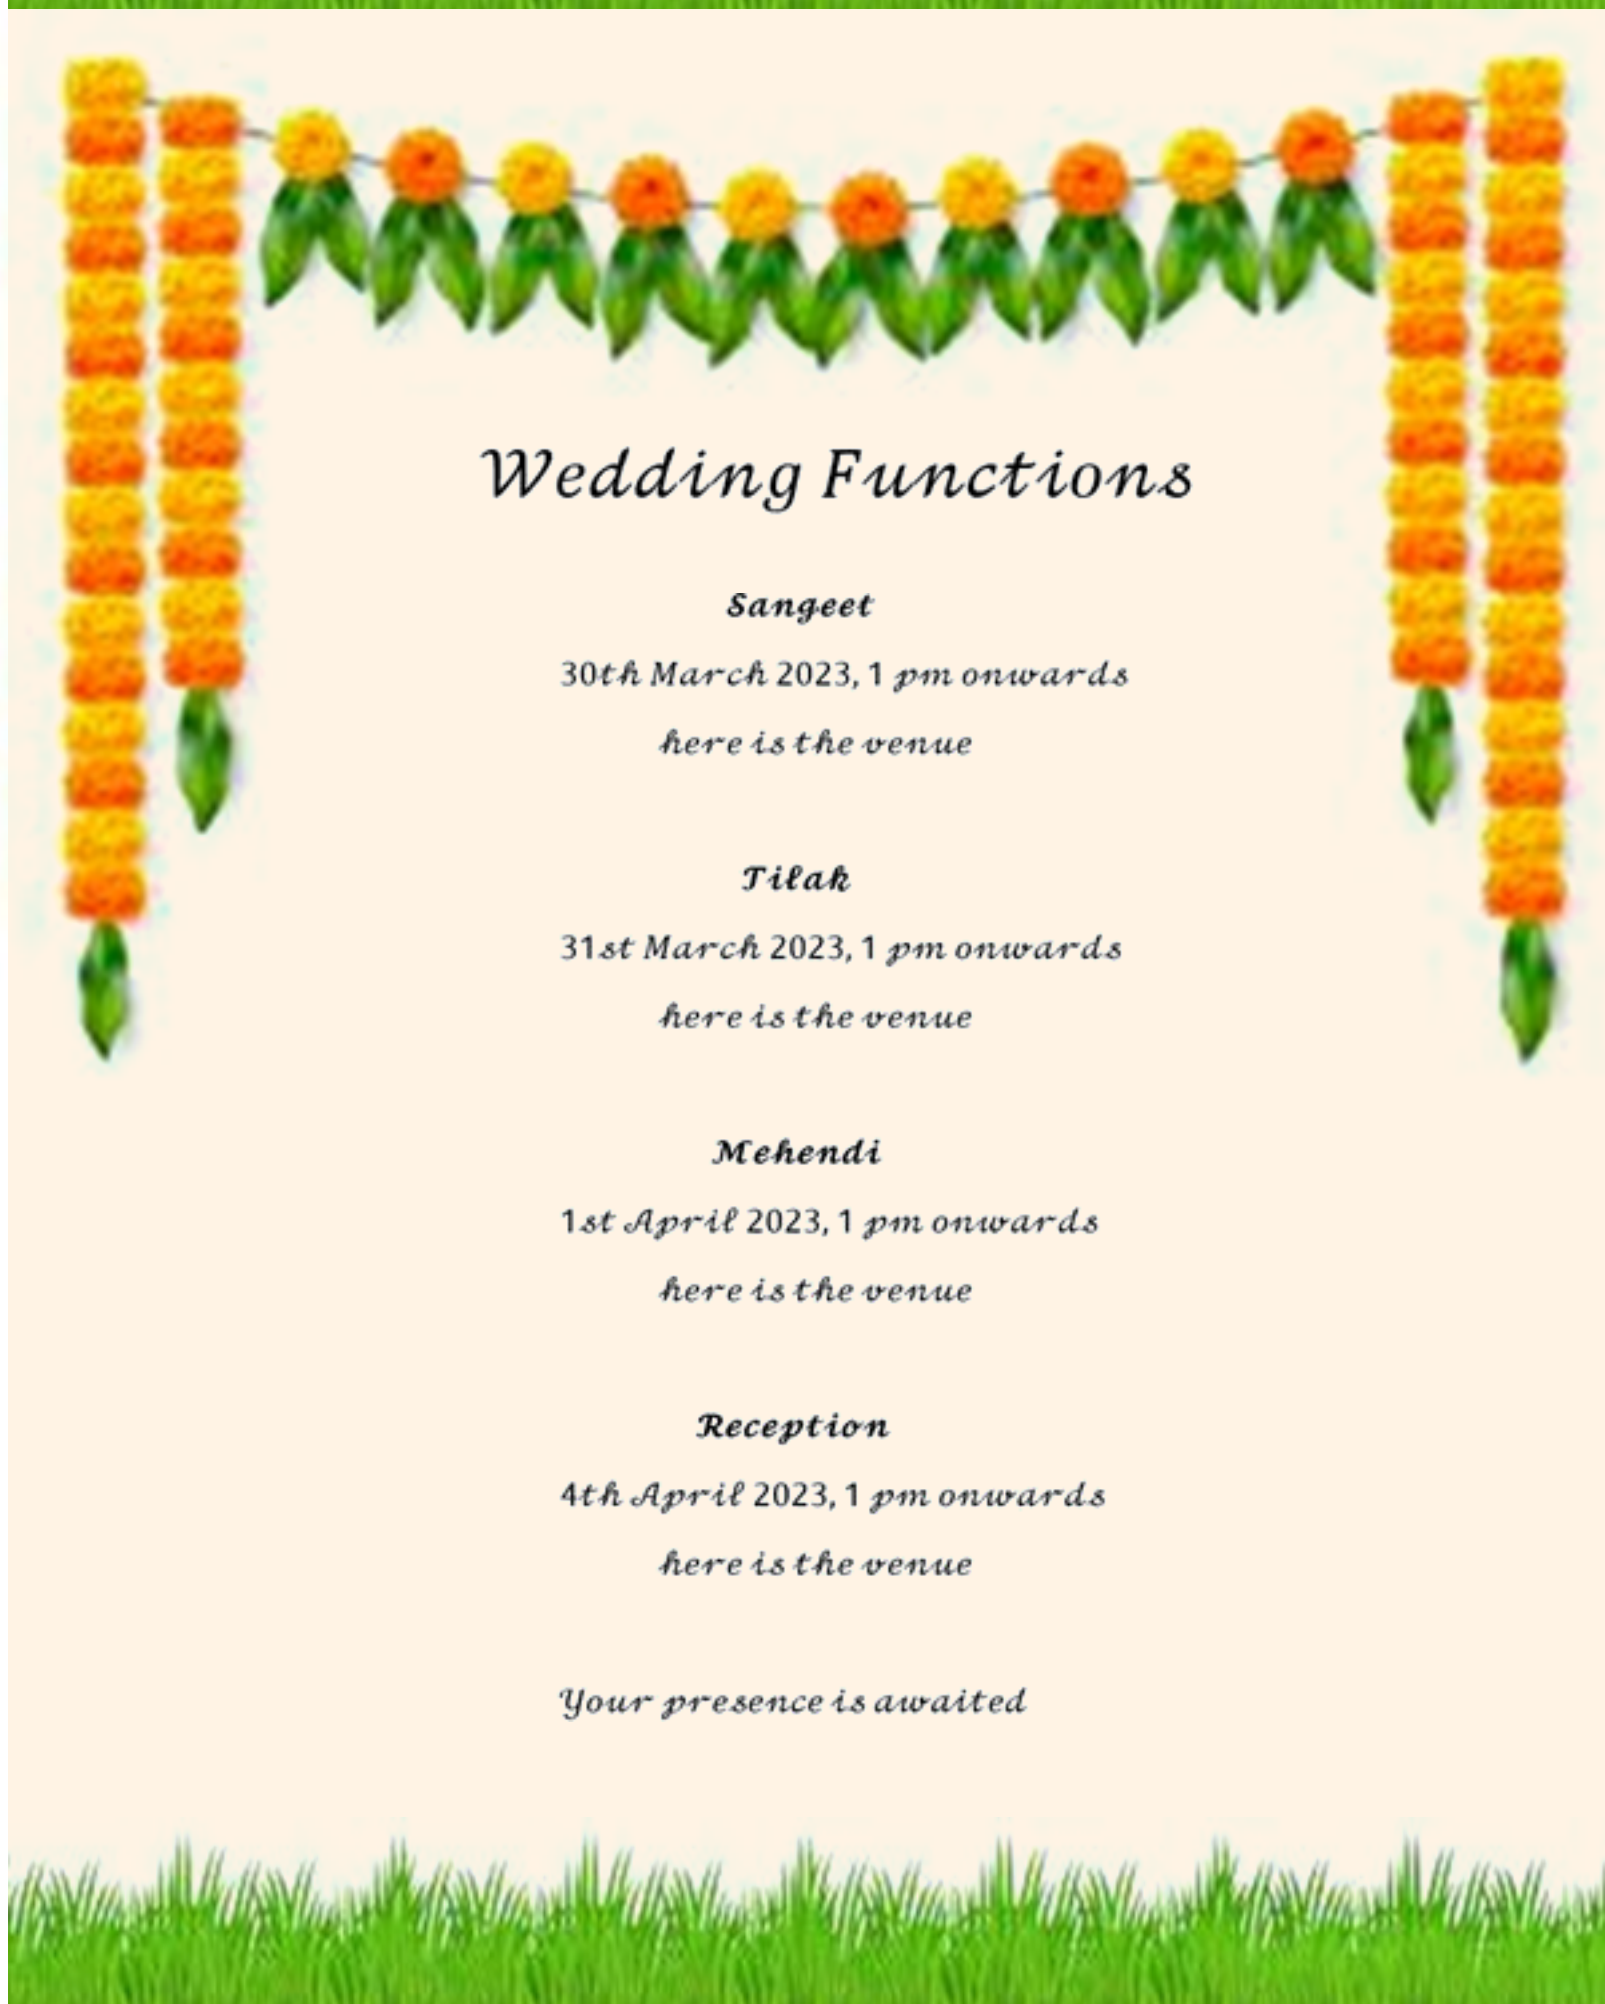 Wedding Functions
Sangeet
30th March 2023, 1 pm onwards
here is the venue
Tilak
31st March 2023, 1 pm onwards
here is the venue
Mehendi
1st April 2023, 1 pm onwards
here is the venue
Reception
4th April 2023, 1 pm onwards
here is the venue
Your presence is awaited